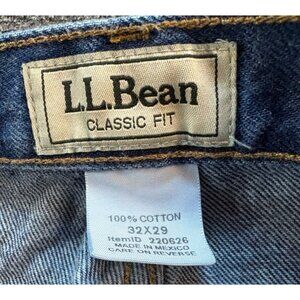 L.L.Bean
CLASSIC FIT
100% COTTON
32X29
ItemID 220626
MADE IN MEXICO
CARE ON REVERSE